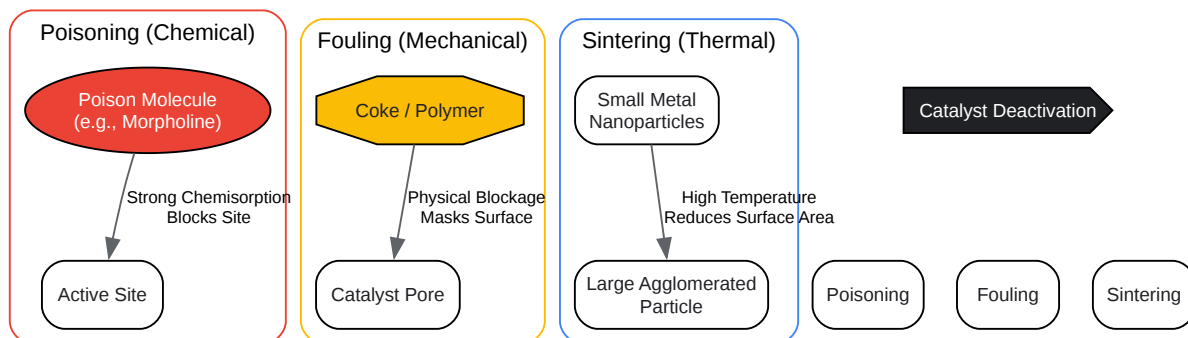 Poisoning (Chemical)
Poison Molecule
(e.g., Morpholine)
Strong Chemisorption
Blocks Site
Active Site
Fouling (Mechanical)
Coke / Polymer
Physical Blockage
Masks Surface
Catalyst Pore
Sintering (Thermal)
Small Metal
Nanoparticles
High Temperature
Reduces Surface Area
Large Agglomerated
Particle
Catalyst Deactivation
Poisoning
Fouling
Sintering